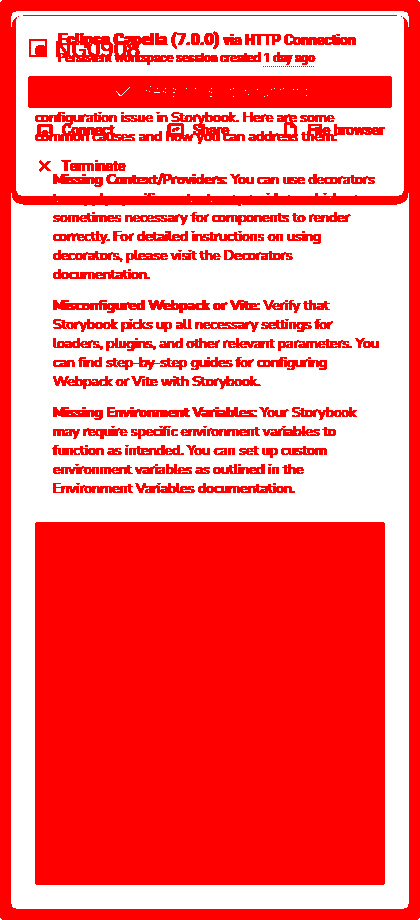 Eclipse Capella (7.0.0) via HTTP Connection
NG0908
Persistent workspace session created 1 day ago
configuration issue in Storybook. Here are some
Connect Share File browser
common causes and how you can address them:
Terminate
Missing Context/Providers: You can use decorators
sometimes necessary for components to render
correctly. For detailed instructions on using
decorators, please visit the Decorators
documentation.
Misconfigured Webpack or Vite: Verify that
Storybook picks up all necessary settings for
loaders, plugins, and other relevant parameters. You
can find step-by-step guides for configuring
Webpack or Vite with Storybook.
Missing Environment Variables: Your Storybook
may require specific environment variables to
function as intended. You can set up custom
environment variables as outlined in the
Environment Variables documentation.